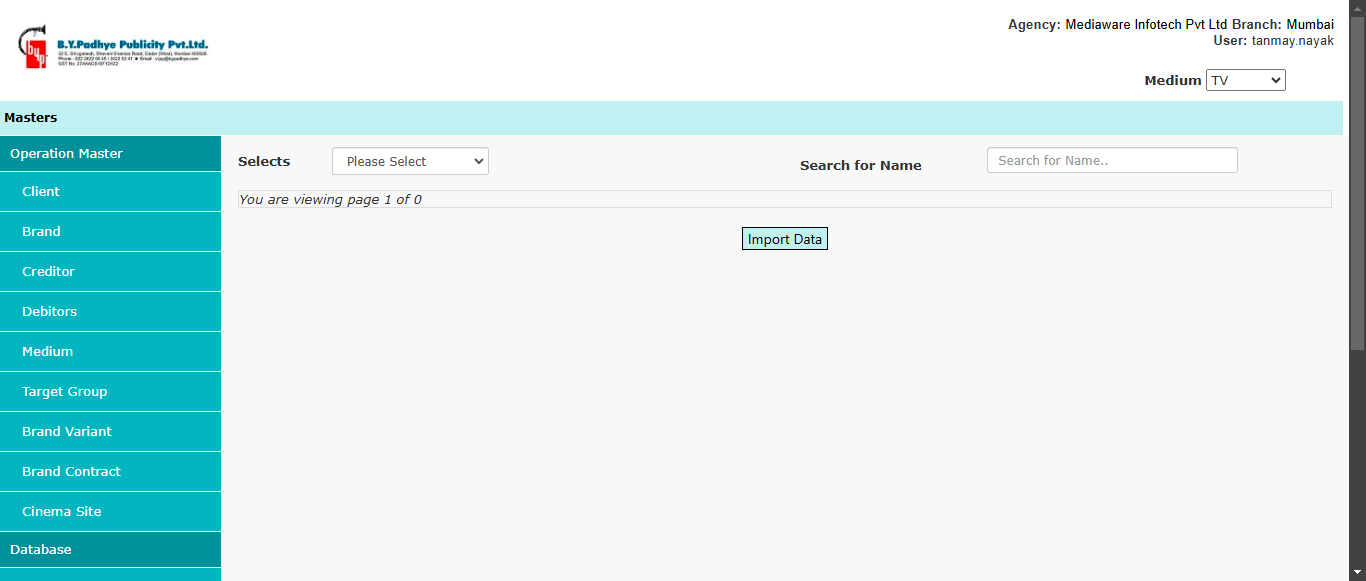 Agency: Mediaware Infotech Pvt Ltd Branch: Mumbai
User: tanmay.nayak
byp
B.Y.Padhye Publicity Pvt.Ltd.
Medium TV
Masters
Operation Master
Client
Brand
Creditor
Debitors
Medium
Target Group
Brand Variant
Brand Contract
Cinema Site
Database
Selects Please Select Search for Name Search for Name..
You are viewing page 1 of 0
Import Data